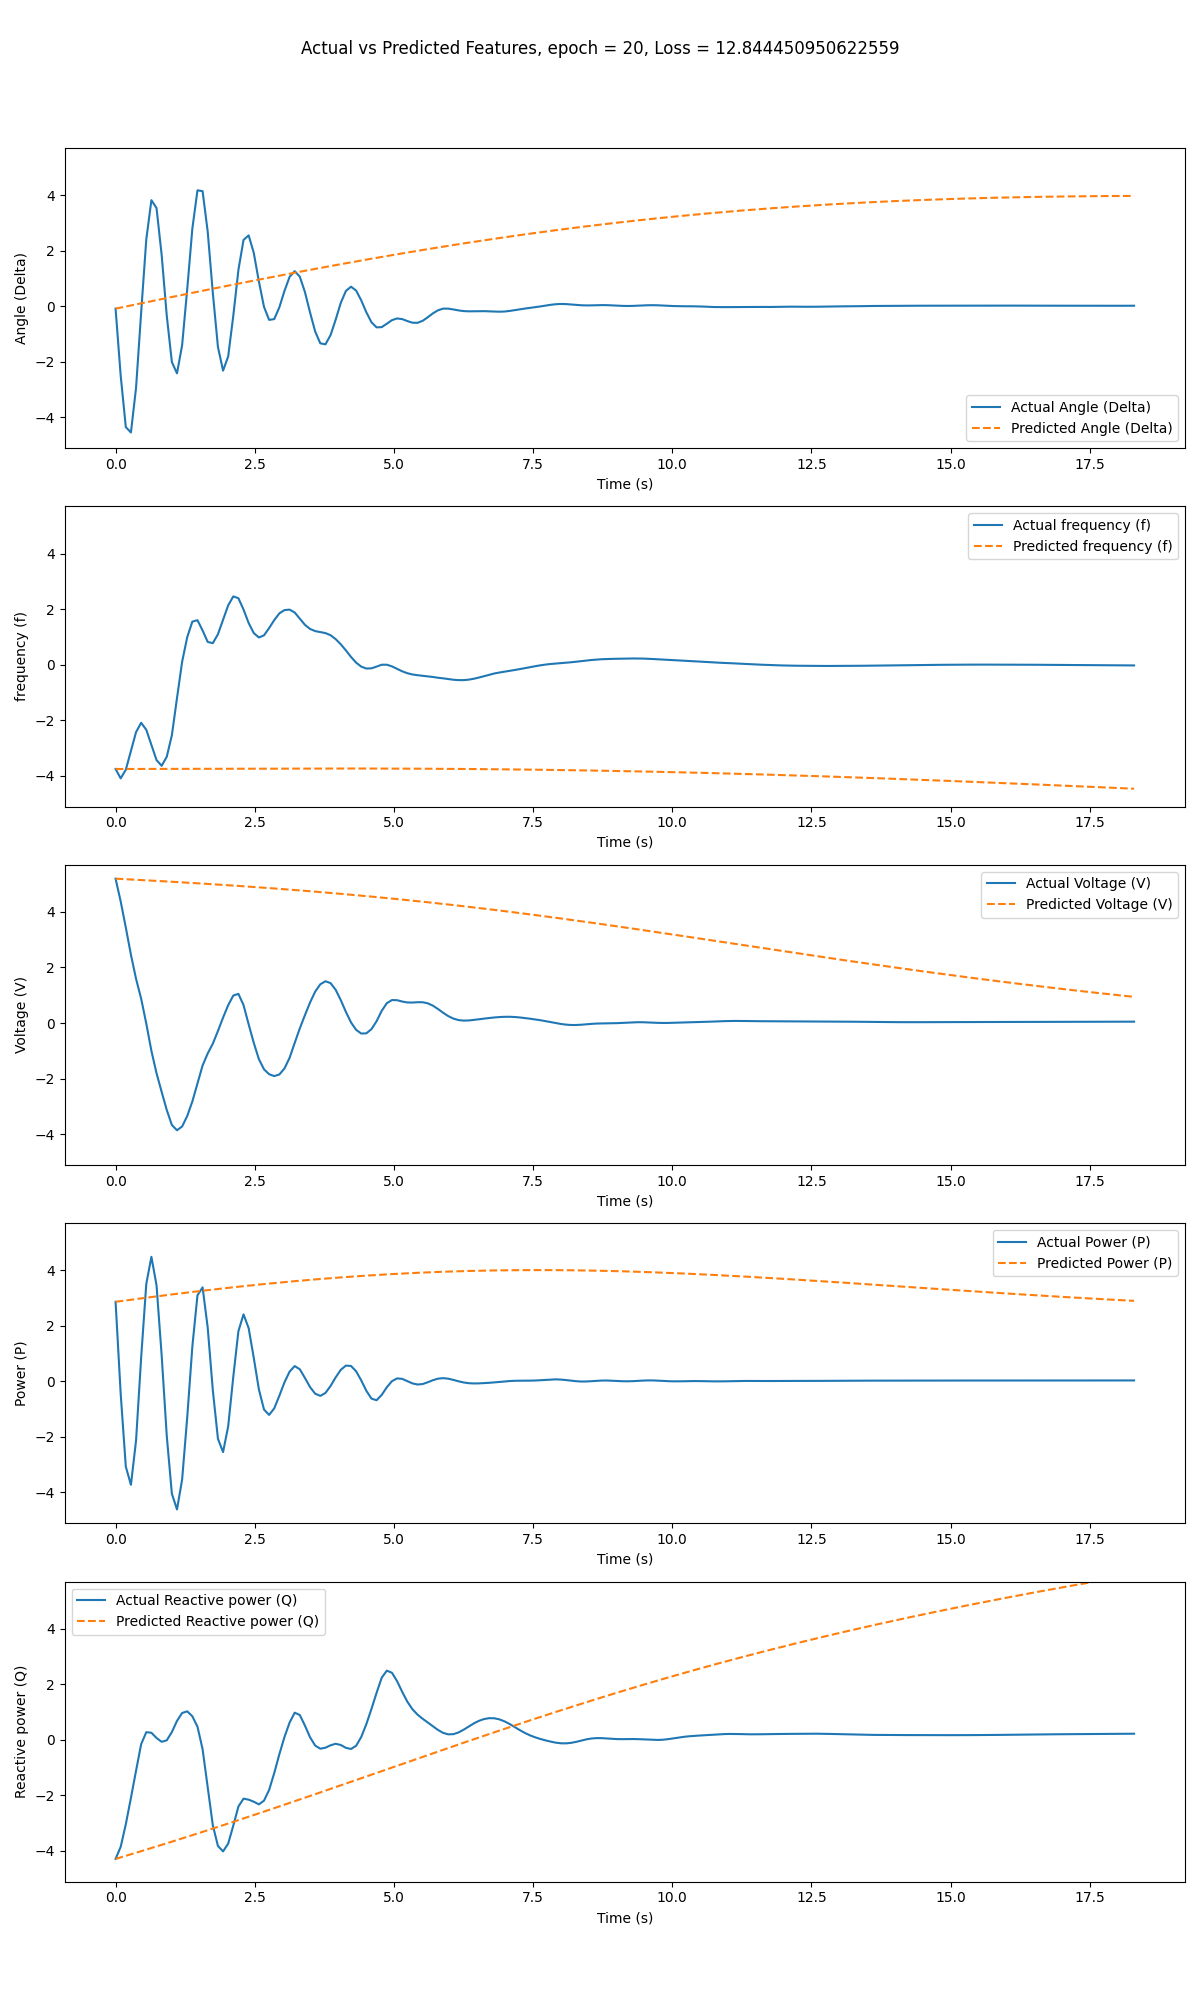 Actual vs Predicted Features, epoch = 20, Loss = 12.844450950622559
4
2
0
−2
−4
Angle (Delta)
Actual Angle (Delta)
Predicted Angle (Delta)
0.0 2.5 5.0 7.5 10.0 12.5 15.0 17.5
Time (s)
4
2
0
−2
−4
frequency (f)
Actual frequency (f)
Predicted frequency (f)
0.0 2.5 5.0 7.5 10.0 12.5 15.0 17.5
Time (s)
4
2
0
−2
−4
Voltage (V)
Actual Voltage (V)
Predicted Voltage (V)
0.0 2.5 5.0 7.5 10.0 12.5 15.0 17.5
Time (s)
4
2
0
−2
−4
Power (P)
Actual Power (P)
Predicted Power (P)
0.0 2.5 5.0 7.5 10.0 12.5 15.0 17.5
Time (s)
4
2
0
−2
−4
Reactive power (Q)
Actual Reactive power (Q)
Predicted Reactive power (Q)
0.0 2.5 5.0 7.5 10.0 12.5 15.0 17.5
Time (s)